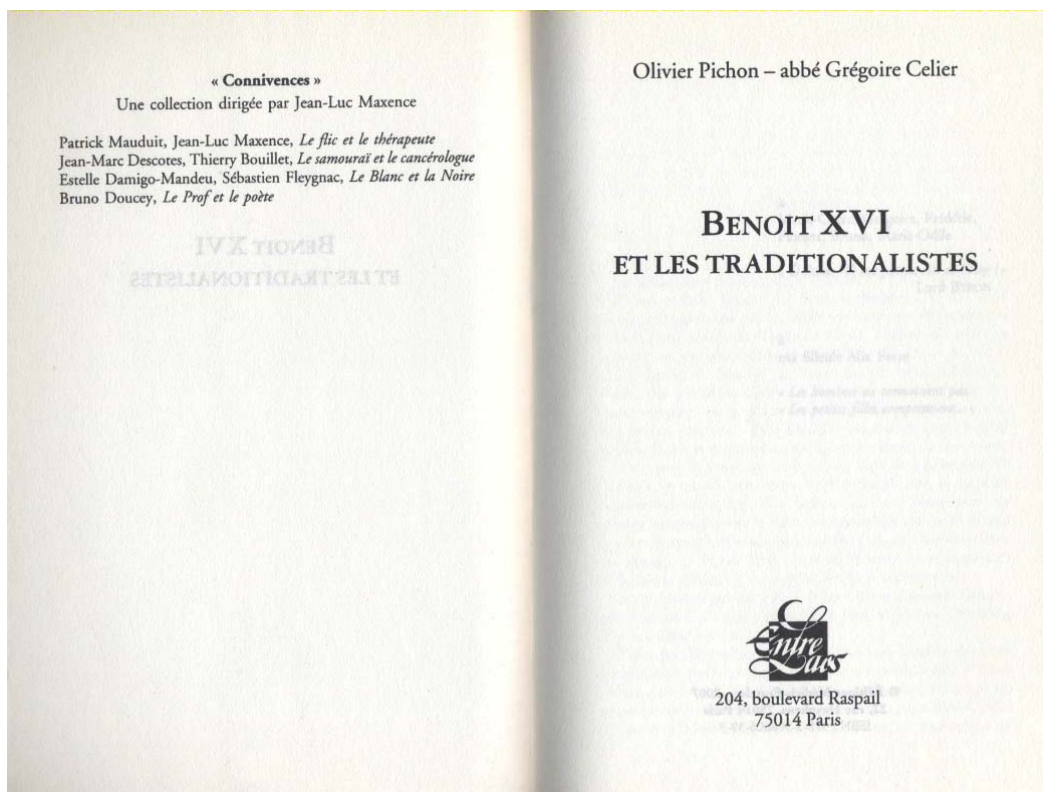 « Connivences »
Une collection dirigée par Jean-Luc Maxence
Patrick Mauduit, Jean-Luc Maxence, Le flic et le thérapeute
Jean-Marc Descotes, Thierry Bouillet, Le samouraï et le cancérologue
Estelle Damigo-Mandeu, Sébastien Fleygnac, Le Blanc et la Noire
Bruno Doucey, Le Prof et le poète
Olivier Pichon – abbé Grégoire Celier
BENOIT XVI
ET LES TRADITIONALISTES
Entre
Lacs
204, boulevard Raspail
75014 Paris